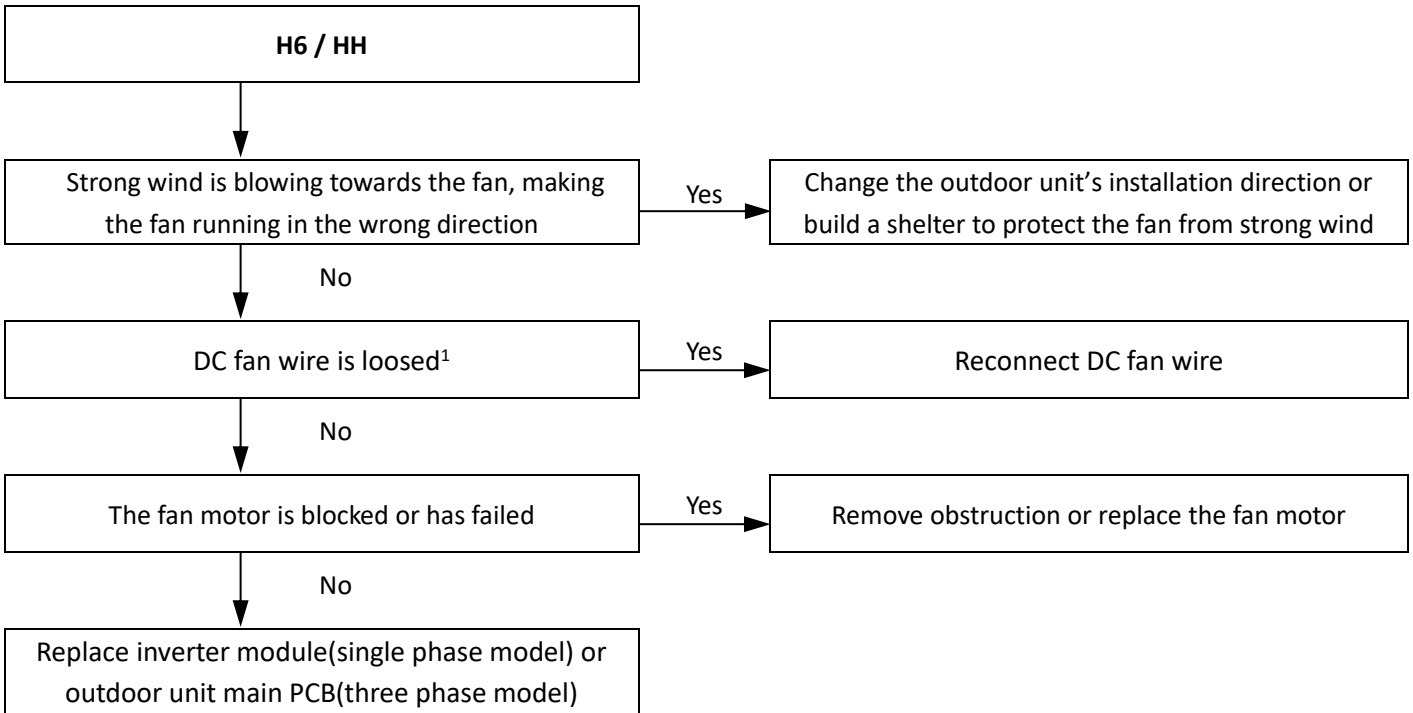 H6 / HH
Strong wind is blowing towards the fan, making
the fan running in the wrong direction
Yes
Change the outdoor unit’s installation direction or
build a shelter to protect the fan from strong wind
No
DC fan wire is loosed¹
Yes
Reconnect DC fan wire
No
The fan motor is blocked or has failed
Yes
Remove obstruction or replace the fan motor
No
Replace inverter module(single phase model) or
outdoor unit main PCB(three phase model)